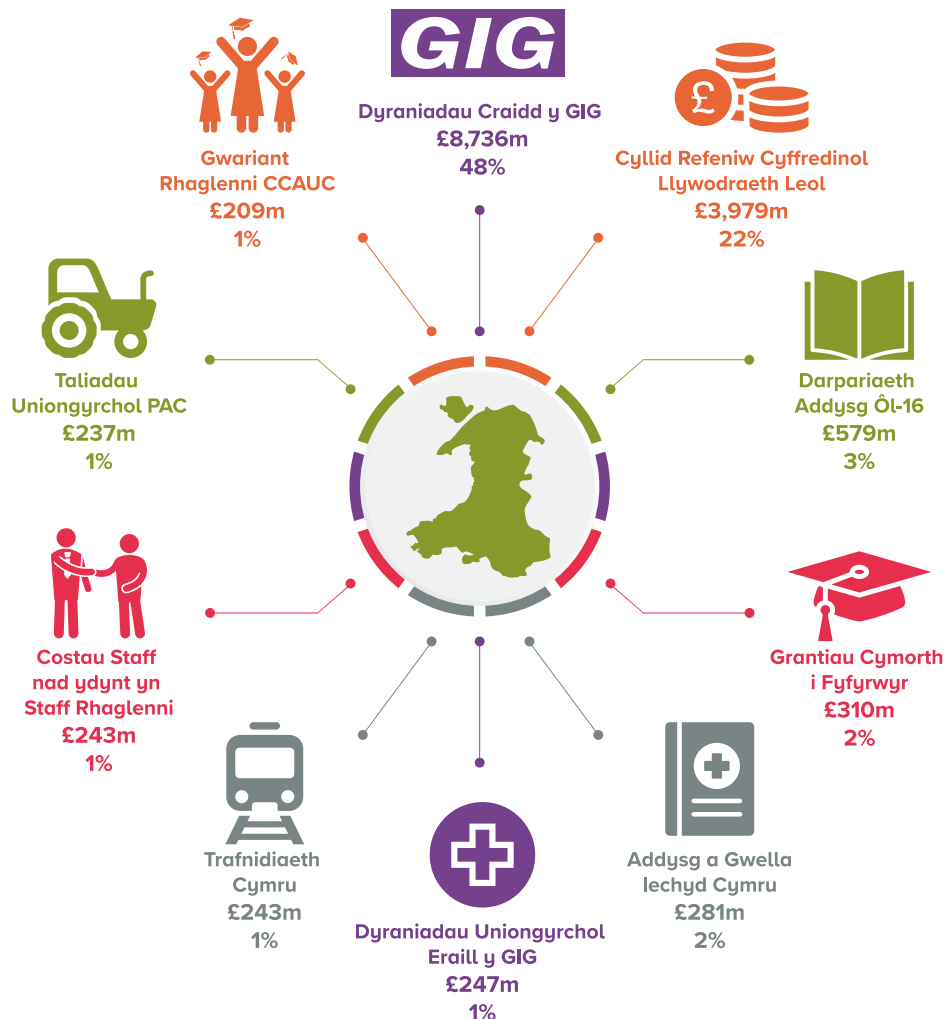 GIG
Dyraniadau Craidd y GIG
£8,736m
48%
£
Cyllid Refeniw Cyffredinol
Llywodraeth Leol
£3,979m
22%
Darpariaeth
Addysg Ôl-16
£579m
3%
Grantiau Cymorth
i Fyfyrwyr
£310m
2%
Addysg a Gwella
Iechyd Cymru
£281m
2%
Dyraniadau Uniongyrchol
Eraill y GIG
£247m
1%
Trafnidiaeth
Cymru
£243m
1%
Costau Staff
nad ydynt yn
Staff Rhaglenni
£243m
1%
Taliadau
Uniongyrchol PAC
£237m
1%
Gwariant
Rhaglenni CCAUC
£209m
1%